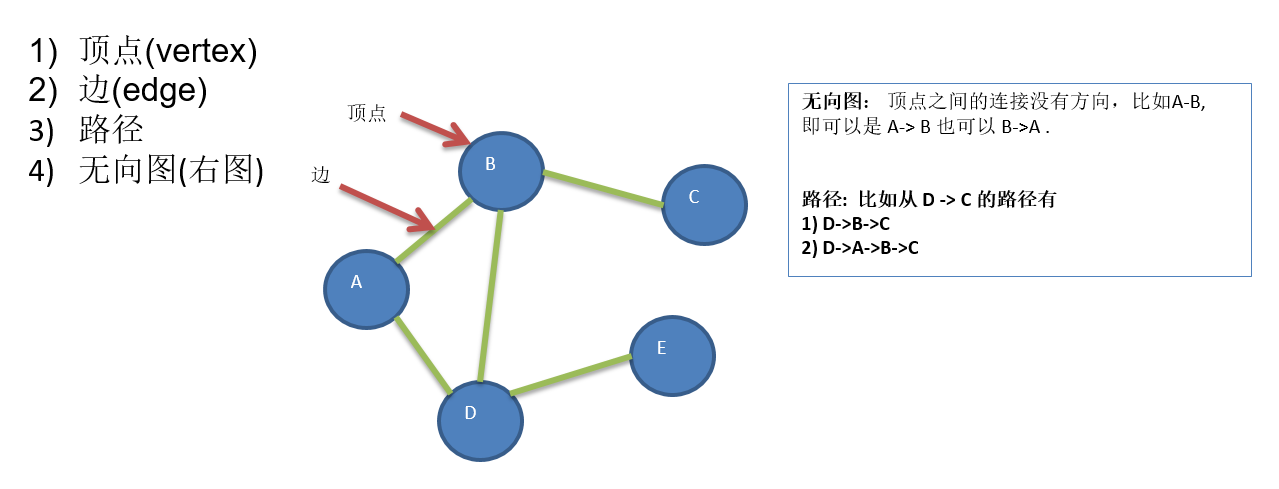 1) 顶点(vertex)
2) 边(edge)
3) 路径
4) 无向图(右图)
顶点
边
B
C
A
E
D
无向图： 顶点之间的连接没有方向，比如A-B,
即可以是 A-> B 也可以 B->A .
路径: 比如从 D -> C 的路径有
1) D->B->C
2) D->A->B->C